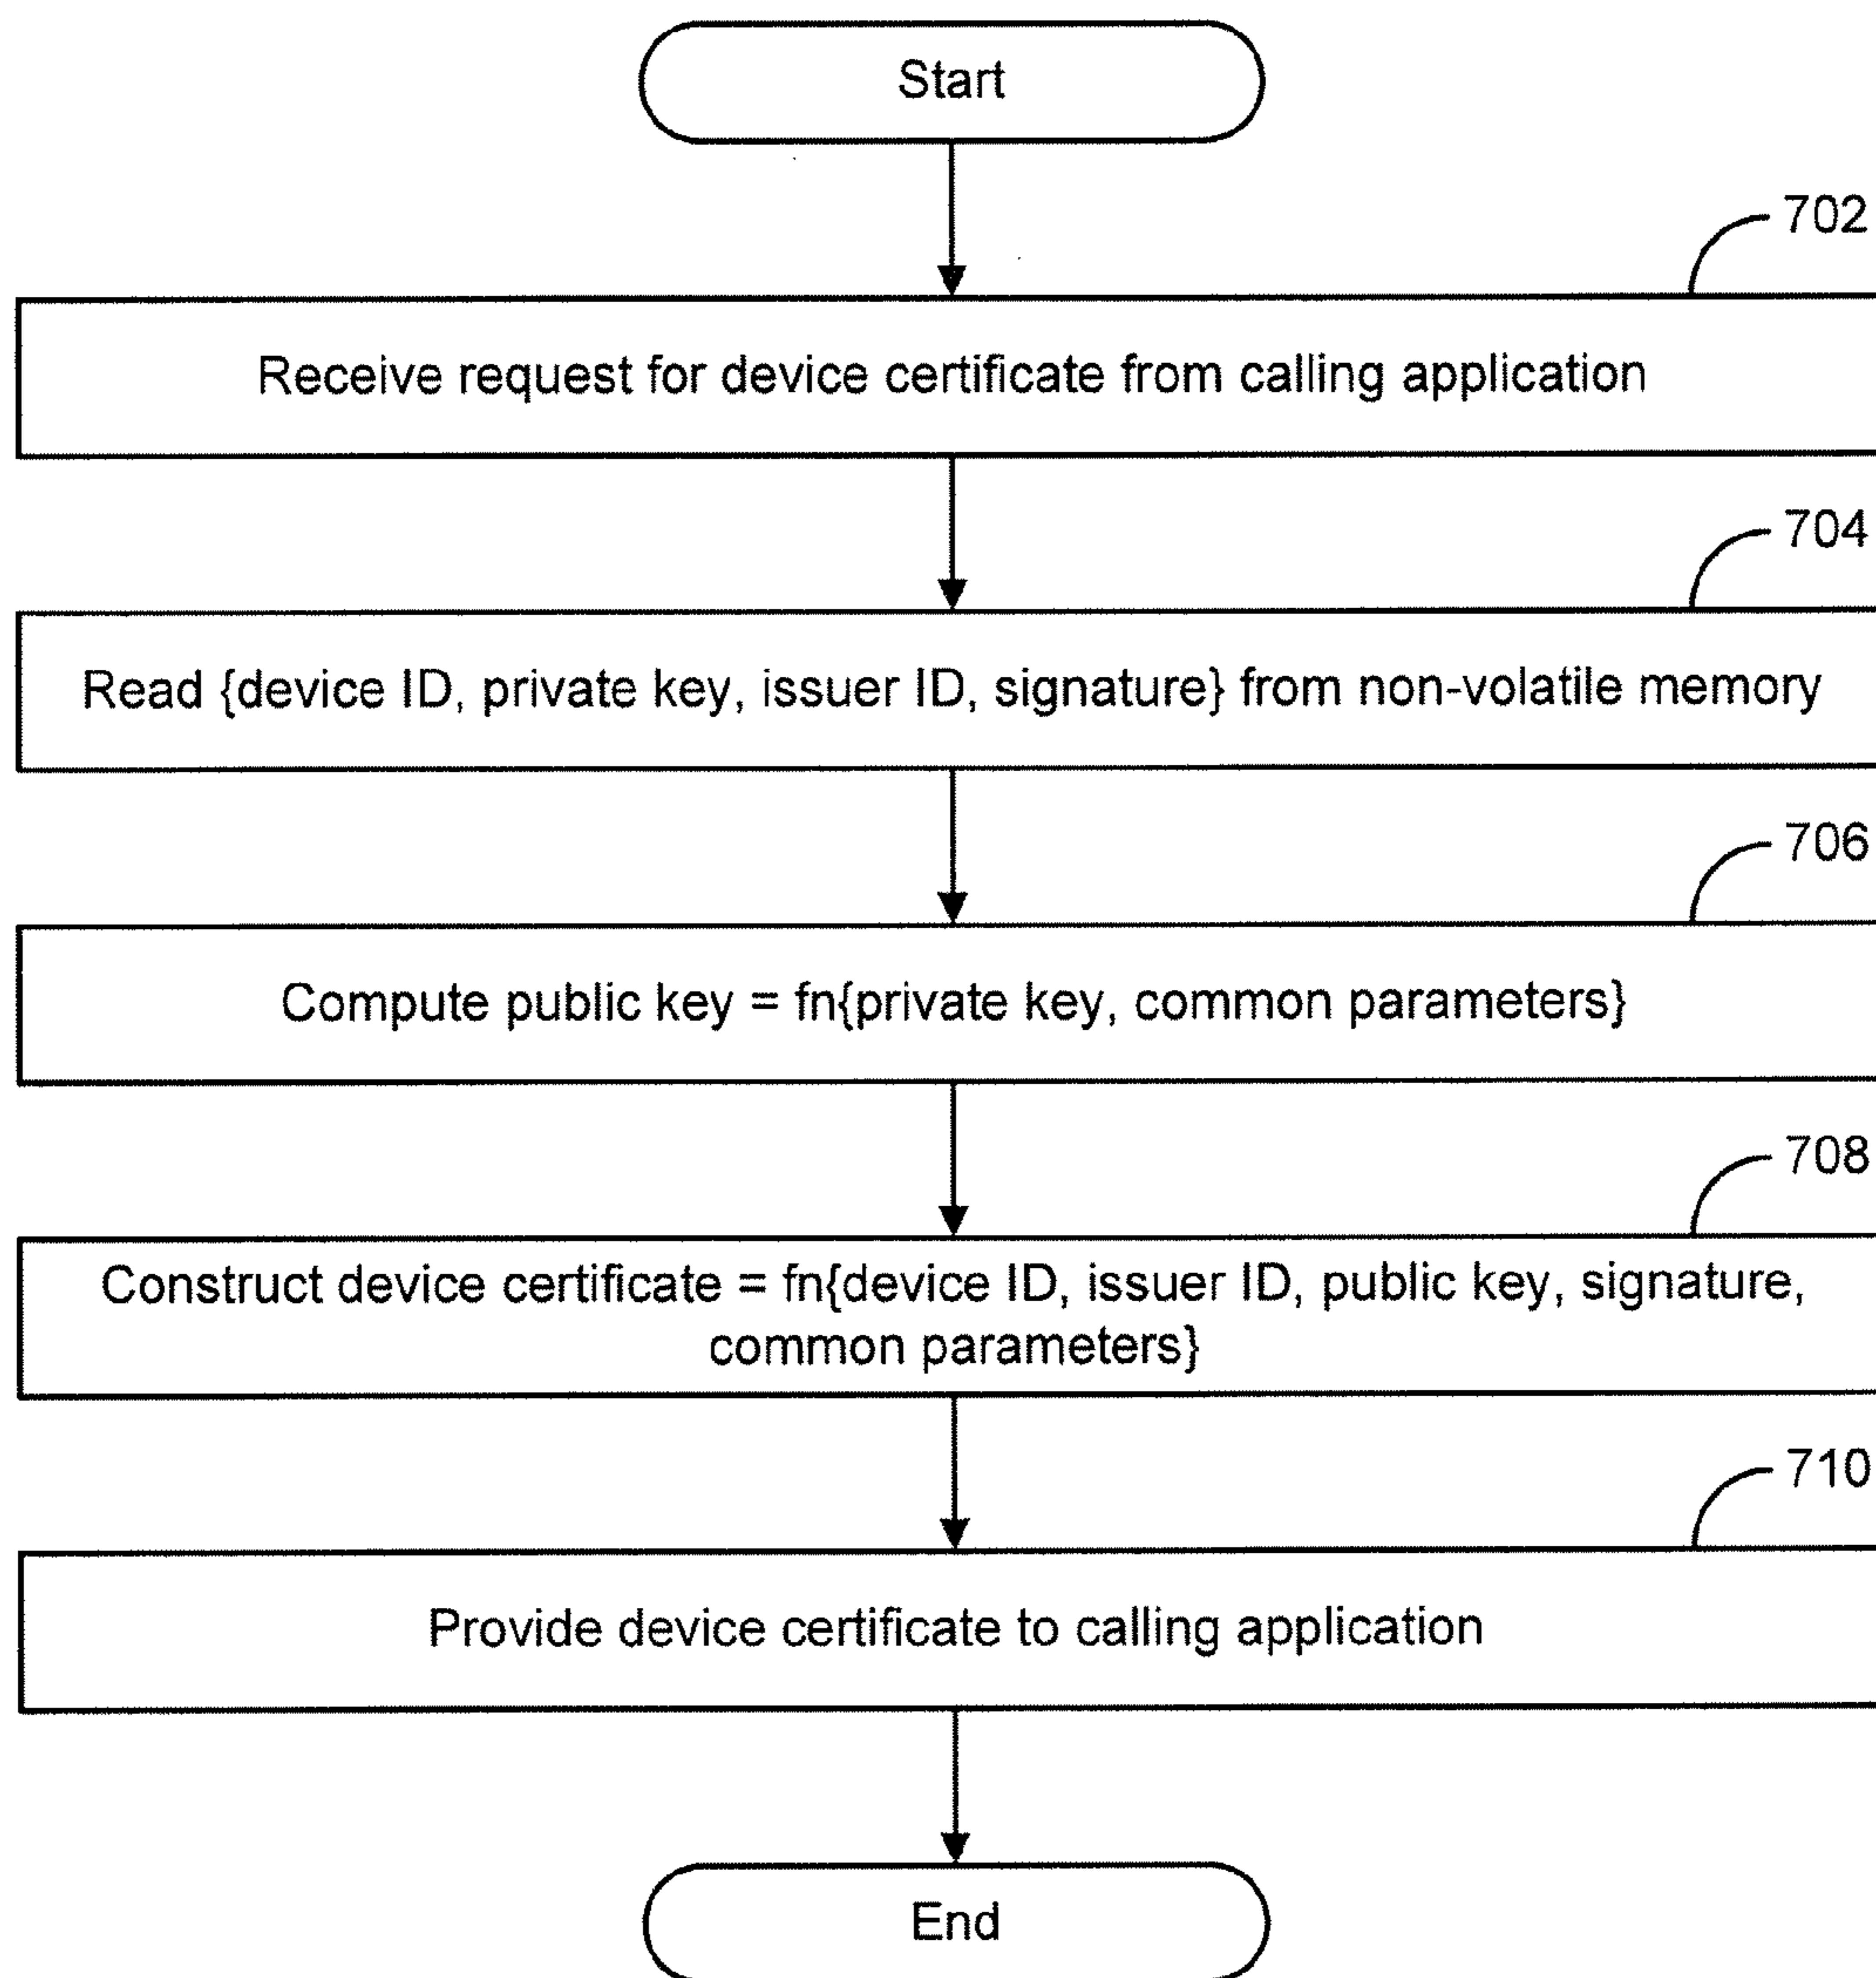 Start
702
Receive request for device certificate from calling application
704
Read {device ID, private key, issuer ID, signature} from non-volatile memory
706
Compute public key = fn{private key, common parameters}
708
Construct device certificate = fn{device ID, issuer ID, public key, signature,
common parameters}
710
Provide device certificate to calling application
End